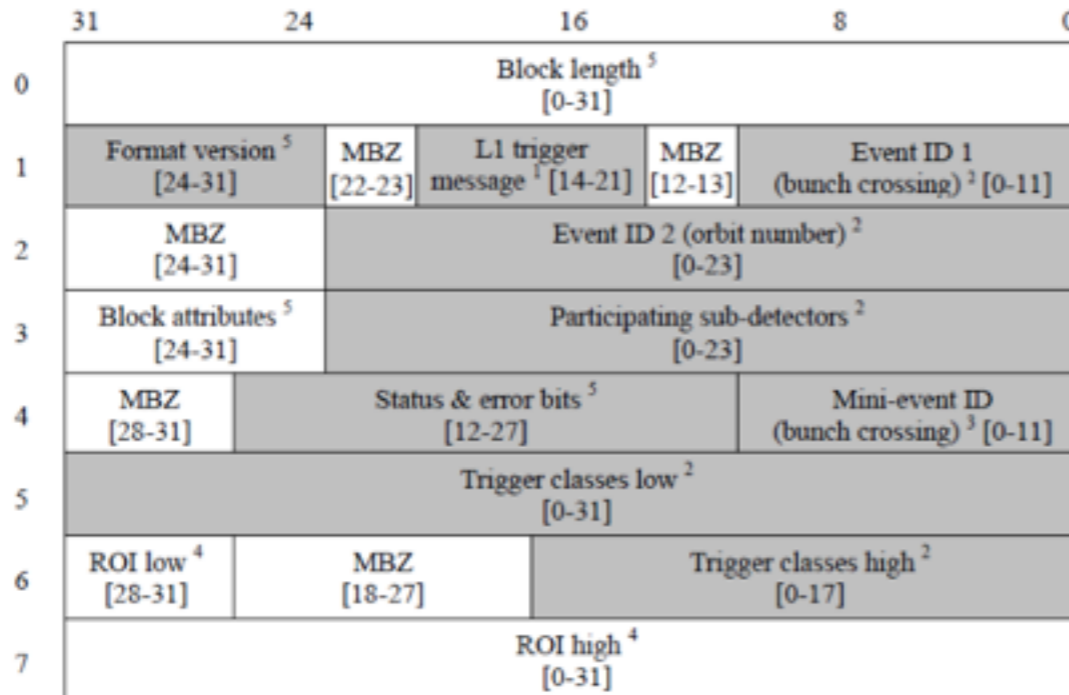 31 24 16 8 0
0 Block length 5
[0-31]
1 Format version 5 MBZ L1 trigger MBZ Event ID 1
[24-31] [22-23] message 1 [14-21] [12-13] (bunch crossing) 2 [0-11]
2 MBZ Event ID 2 (orbit number) 2
[24-31] [0-23]
3 Block attributes 5 Participating sub-detectors 2
[24-31] [0-23]
4 MBZ Status & error bits 5 Mini-event ID
[28-31] [12-27] (bunch crossing) 3 [0-11]
5 Trigger classes low 2
[0-31]
6 ROI low 4 MBZ Trigger classes high 2
[28-31] [18-27] [0-17]
7 ROI high 4
[0-31]